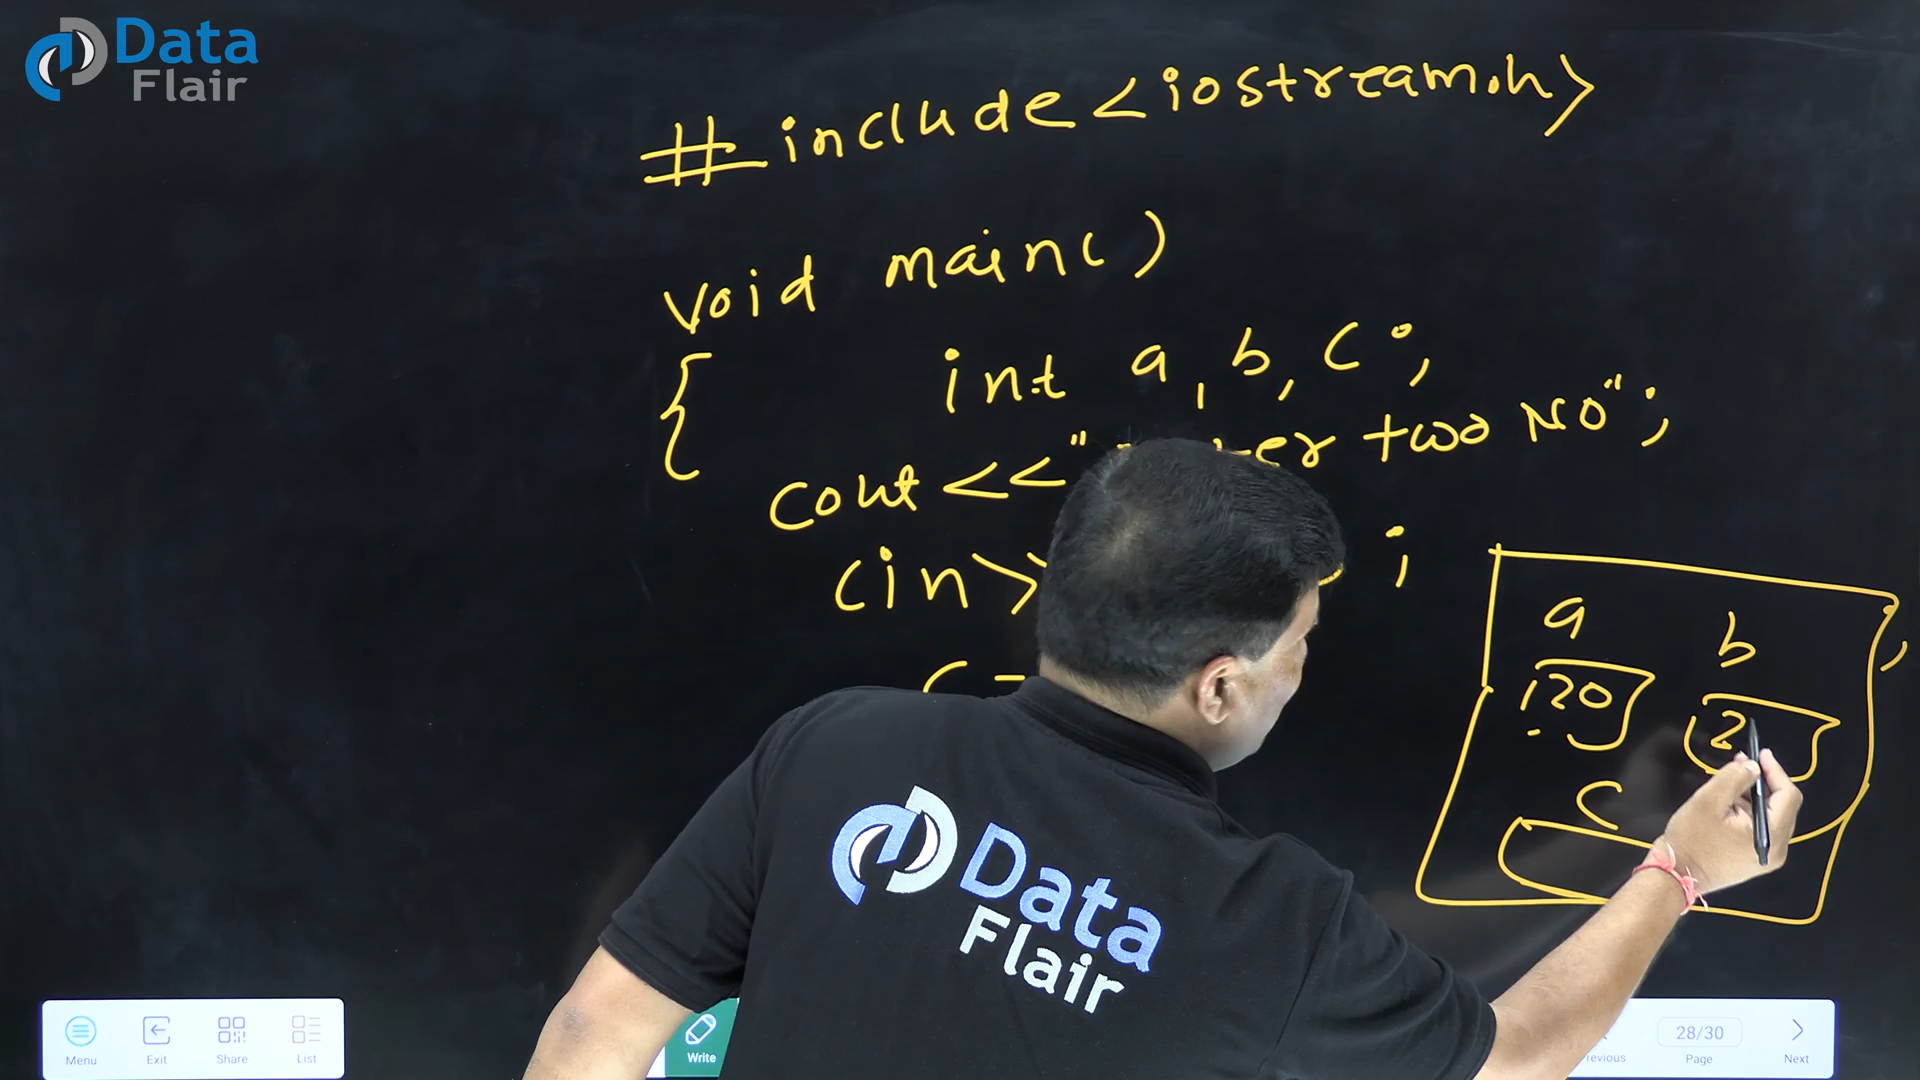 Data
Flair
#include<iostream.h>
void main()
{ int a, b, c;
cout<<" two NO";
cin>> ;
c =
a b
120 2
c
Data
Flair
Menu Exit Share List Write 28/30 Page Next